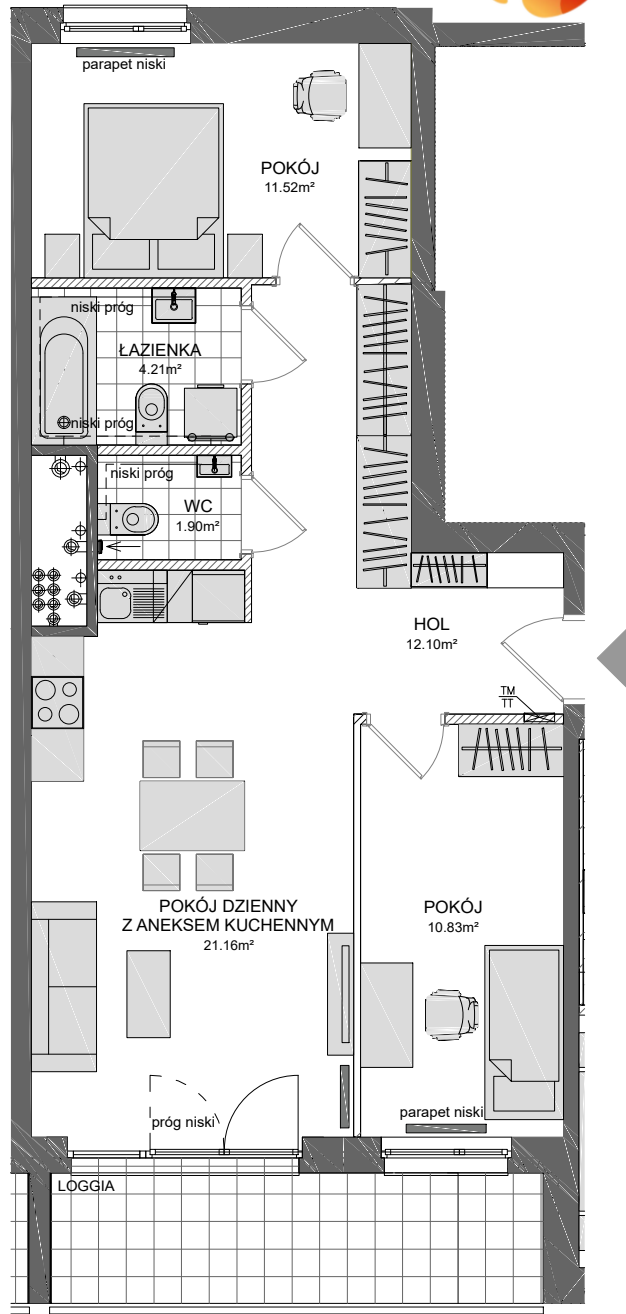 parapet niski
POKÓJ
11.52m²
niski próg
ŁAZIENKA
4.21m²
niski próg
niski próg
WC
1.90m²
HOL
12.10m²
TM
TT
POKÓJ DZIENNY
Z ANEKSEM KUCHENNYM
21.16m²
POKÓJ
10.83m²
próg niski
parapet niski
LOGGIA